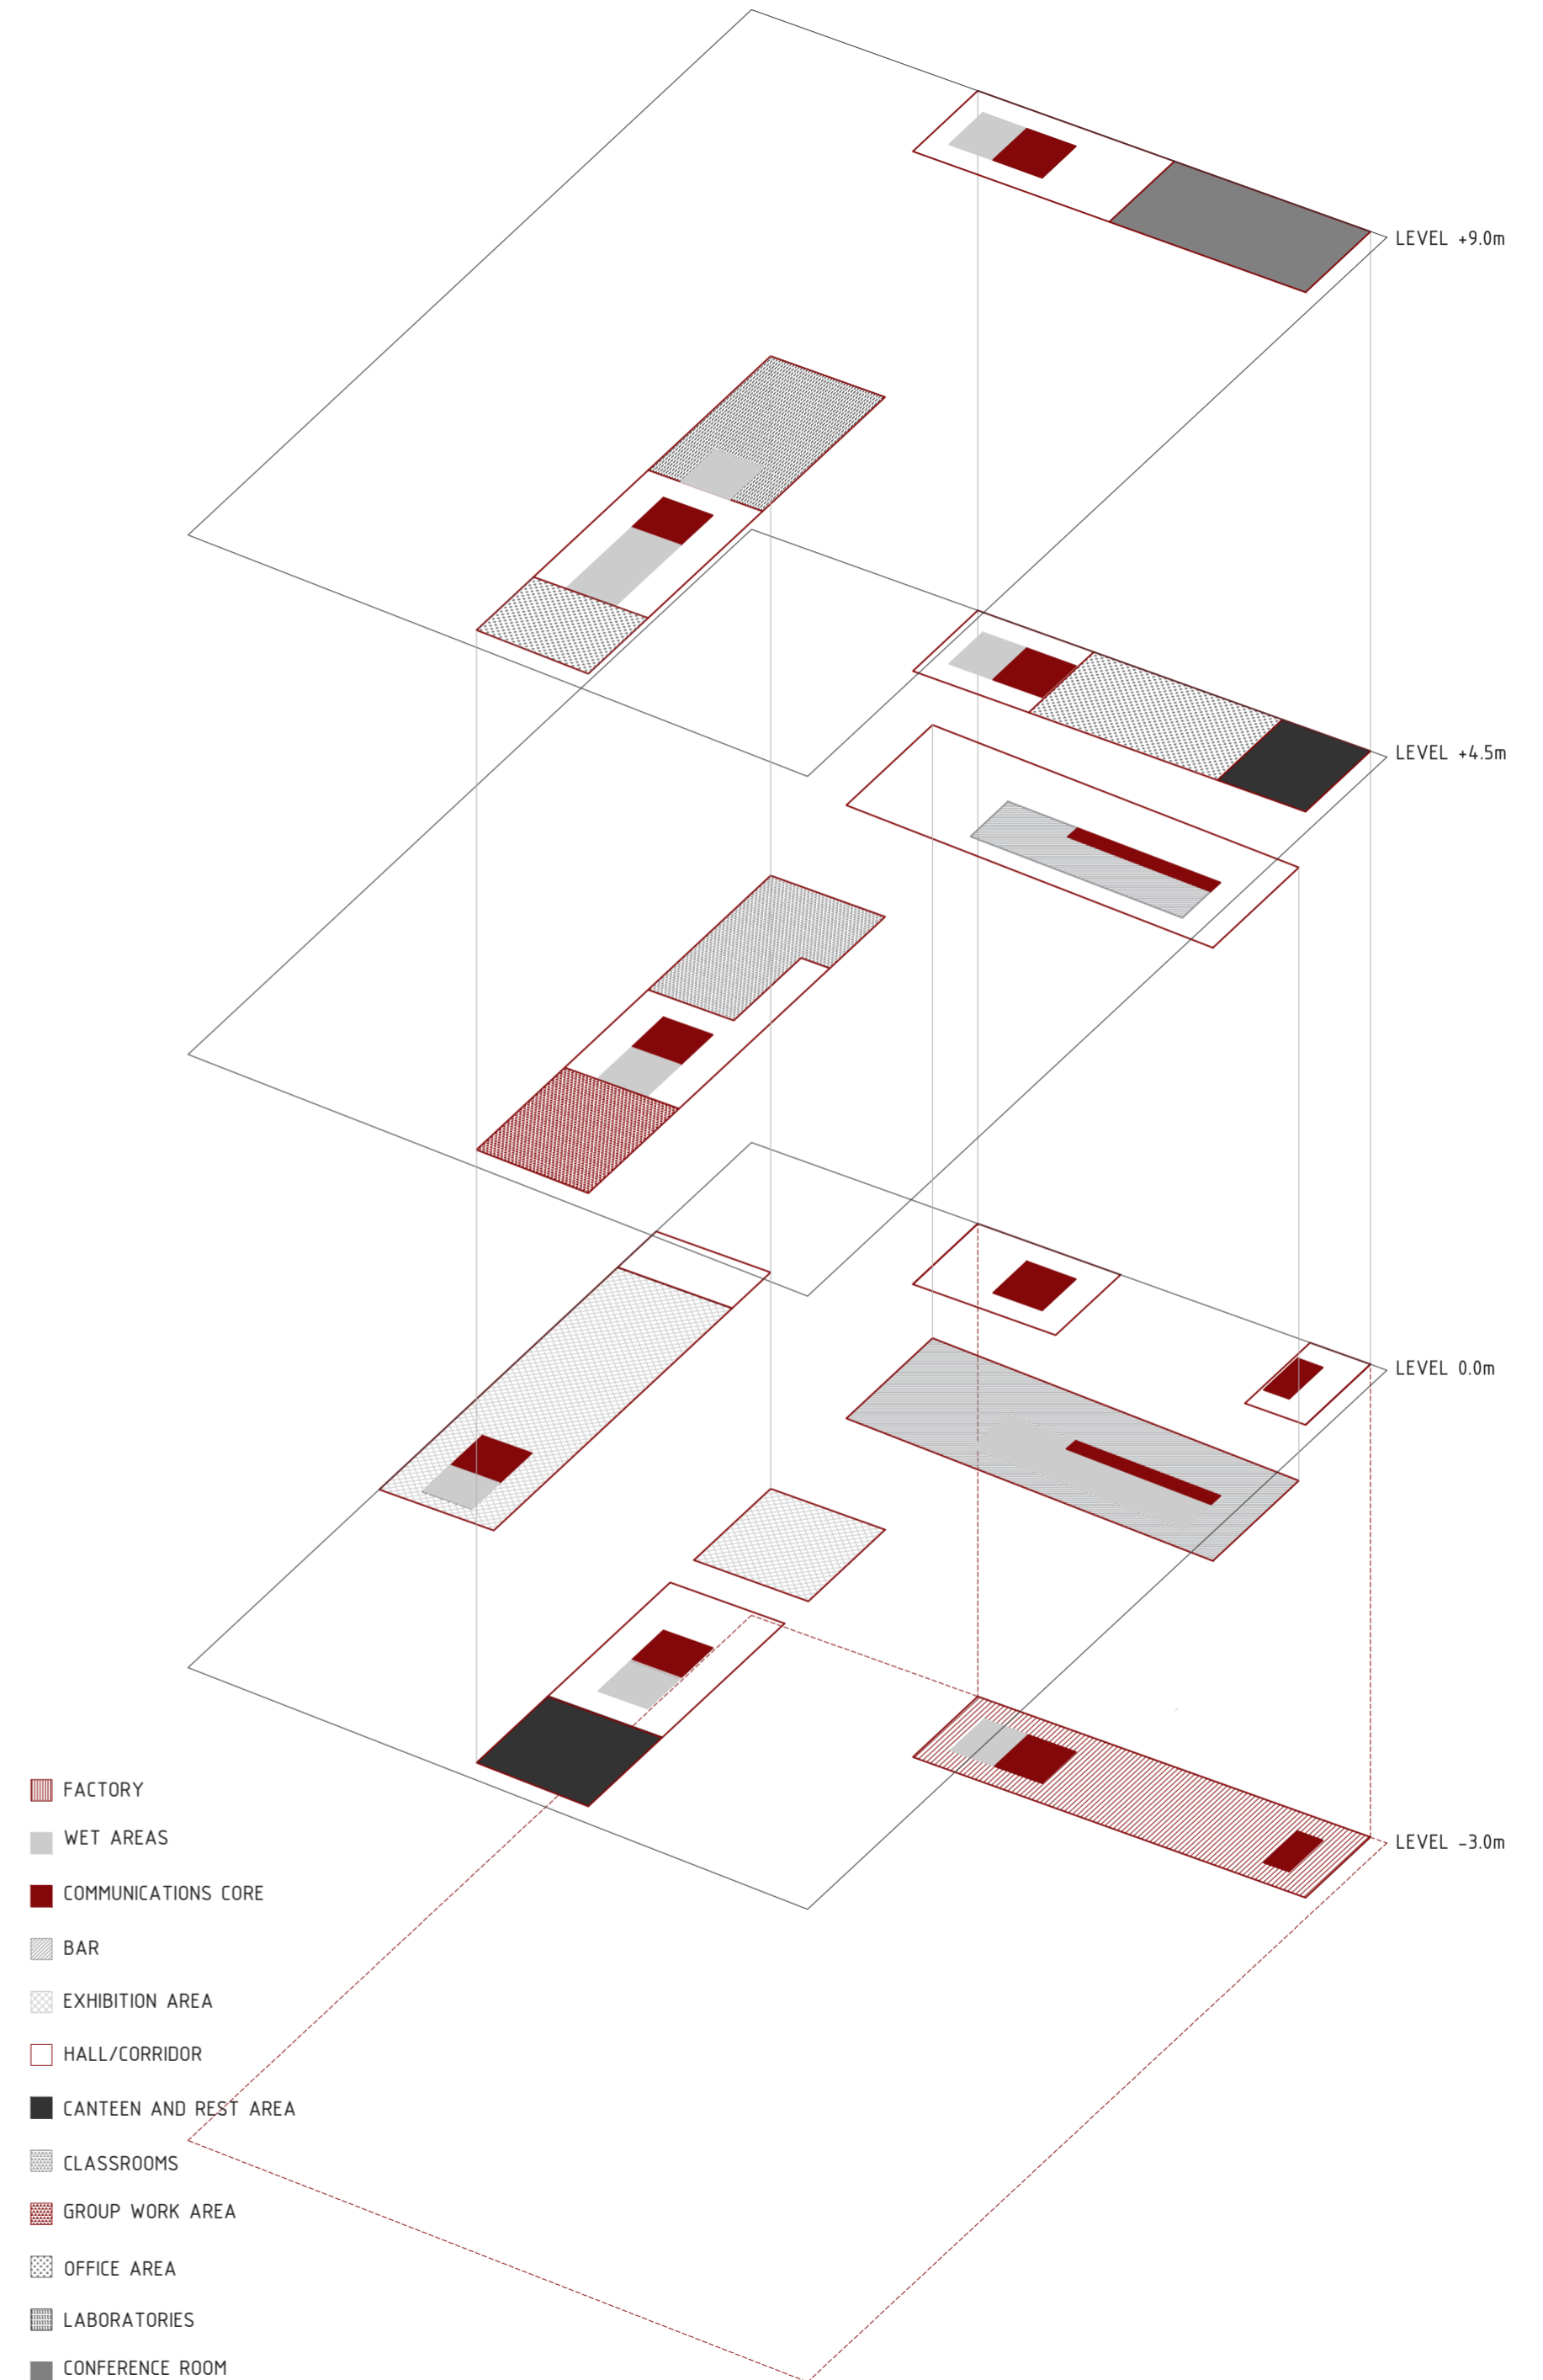 LEVEL +9.0m
LEVEL +4.5m
LEVEL 0.0m
LEVEL -3.0m
FACTORY
WET AREAS
COMMUNICATIONS CORE
BAR
EXHIBITION AREA
HALL/CORRIDOR
CANTEEN AND REST AREA
CLASSROOMS
GROUP WORK AREA
OFFICE AREA
LABORATORIES
CONFERENCE ROOM